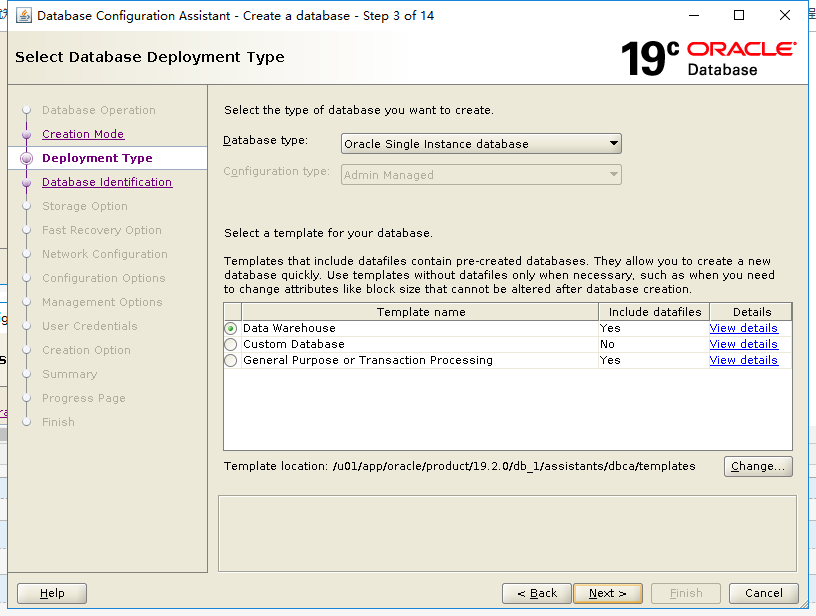 Database Configuration Assistant - Create a database - Step 3 of 14
Select Database Deployment Type
19c ORACLE
Database
Database Operation
Creation Mode
Deployment Type
Database Identification
Storage Option
Fast Recovery Option
Network Configuration
Configuration Options
Management Options
User Credentials
Creation Option
Summary
Progress Page
Finish
Select the type of database you want to create.
Database type: Oracle Single Instance database
Configuration type: Admin Managed
Select a template for your database.
Templates that include datafiles contain pre-created databases. They allow you to create a new
database quickly. Use templates without datafiles only when necessary, such as when you need
to change attributes like block size that cannot be altered after database creation.
Template name Include datafiles Details
Data Warehouse Yes View details
Custom Database No View details
General Purpose or Transaction Processing Yes View details
Template location: /u01/app/oracle/product/19.2.0/db_1/assistants/dbca/templates Change...
Help < Back Next > Finish Cancel